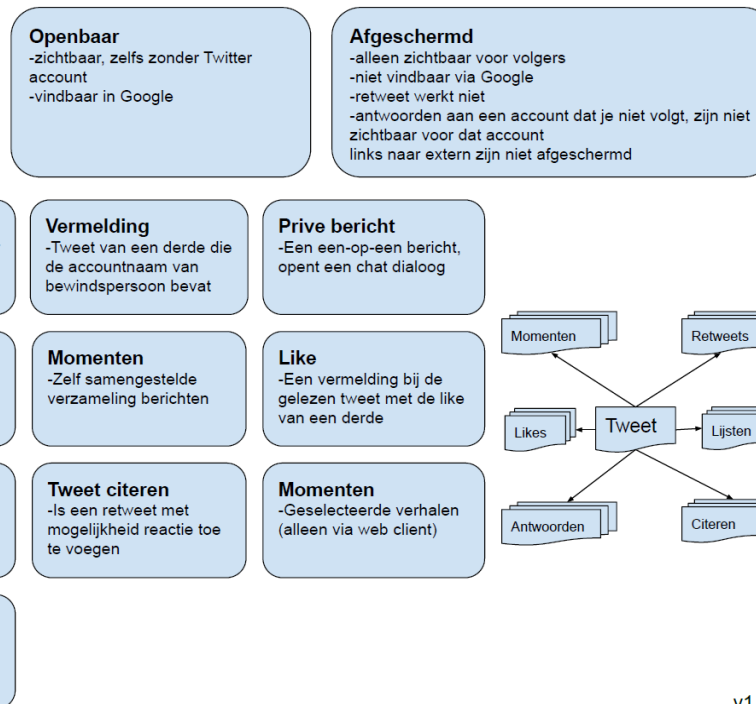 Openbaar
-zichtbaar, zelfs zonder Twitter
account
-vindbaar in Google
Afgeschermd
-alleen zichtbaar voor volgers
-niet vindbaar via Google
-retweet werkt niet
-antwoorden aan een account dat je niet volgt, zijn niet
zichtbaar voor dat account
links naar extern zijn niet afgeschermd
Vermelding
-Tweet van een derde die
de accountnaam van
bewindspersoon bevat
Prive bericht
-Een een-op-een bericht,
opent een chat dialoog
Momenten
-Zelf samengestelde
verzameling berichten
Like
-Een vermelding bij de
gelezen tweet met de like
van een derde
Tweet citeren
-Is een retweet met
mogelijkheid reactie toe
te voegen
Momenten
-Geselecteerde verhalen
(alleen via web client)
Momenten
Retweets
Likes
Tweet
Lijsten
Antwoorden
Citeren
v1